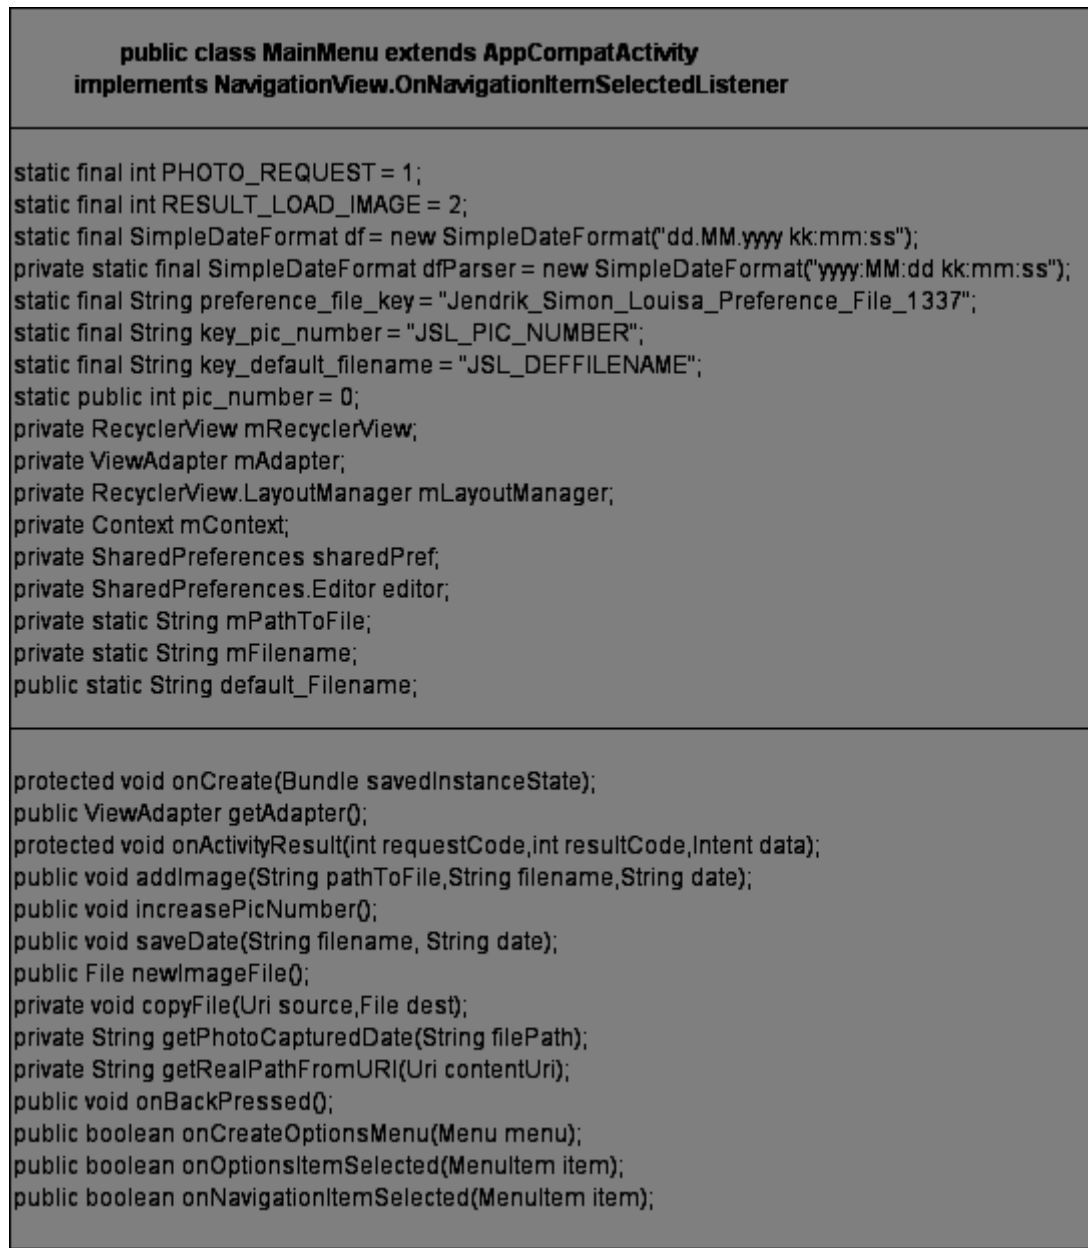 public class MainMenu extends AppCompatActivity
implements NavigationView.OnNavigationItemSelectedListener
static final int PHOTO_REQUEST = 1;
static final int RESULT_LOAD_IMAGE = 2;
static final SimpleDateFormat df = new SimpleDateFormat("dd.MM.yyyy kk:mm:ss");
private static final SimpleDateFormat dfParser = new SimpleDateFormat("yyyy:MM:dd kk:mm:ss");
static final String preference_file_key = "Jendrik_Simon_Louisa_Preference_File_1337";
static final String key_pic_number = "JSL_PIC_NUMBER";
static final String key_default_filename = "JSL_DEFFILENAME";
static public int pic_number = 0;
private RecyclerView mRecyclerView;
private ViewAdapter mAdapter;
private RecyclerView.LayoutManager mLayoutManager;
private Context mContext;
private SharedPreferences sharedPref;
private SharedPreferences.Editor editor;
private static String mPathToFile;
private static String mFilename;
public static String default_Filename;
protected void onCreate(Bundle savedInstanceState);
public ViewAdapter getAdapter();
protected void onActivityResult(int requestCode,int resultCode,Intent data);
public void addImage(String pathToFile,String filename,String date);
public void increasePicNumber();
public void saveDate(String filename, String date);
public File newImageFile();
private void copyFile(Uri source,File dest);
private String getPhotoCapturedDate(String filePath);
private String getRealPathFromURI(Uri contentUri);
public void onBackPressed();
public boolean onCreateOptionsMenu(Menu menu);
public boolean onOptionsItemSelected(MenuItem item);
public boolean onNavigationItemSelected(MenuItem item);